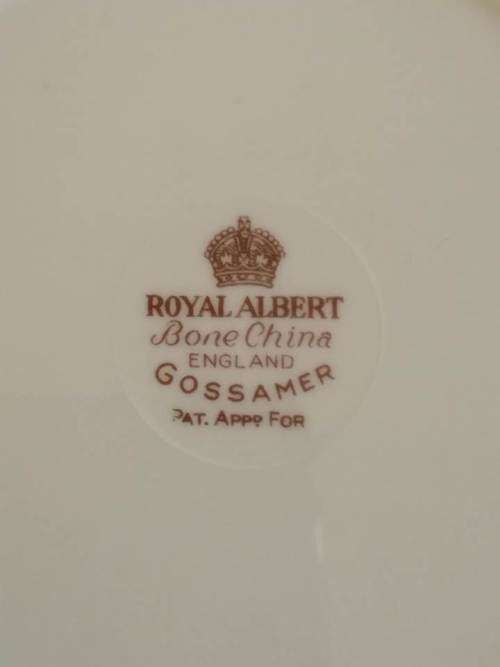 ROYAL ALBERT
Bone China
ENGLAND
GOSSAMER
PAT. APPD FOR